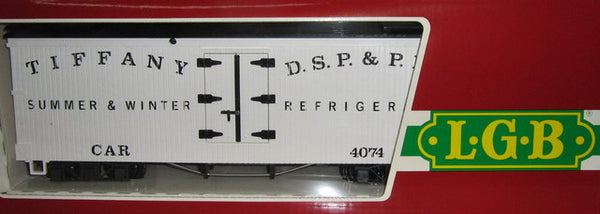 TIFFANY D.S.P. & P.
SUMMER & WINTER REFRIGER
CAR 4074
L·G·B®